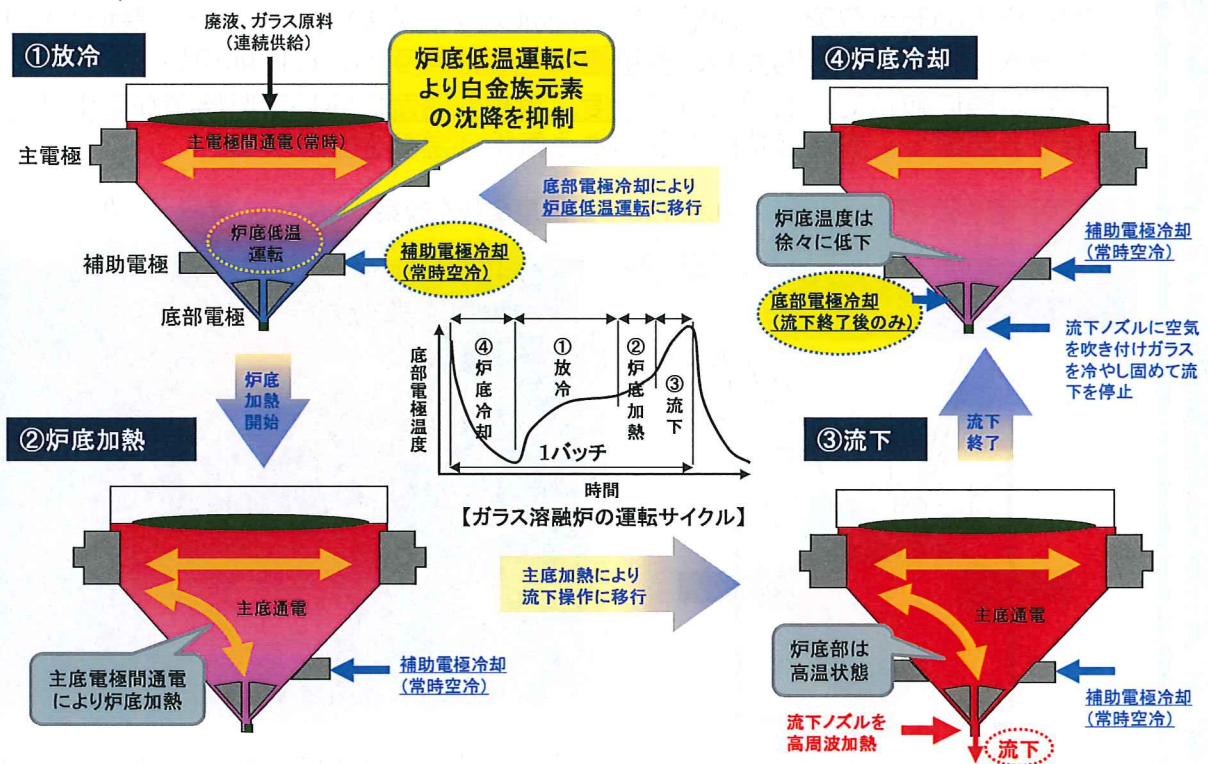 廃液、ガラス原料
(連続供給)
①放冷
炉底低温運転に
より白金族元素
の沈降を抑制
主電極間通電(常時)
主電極
炉底低温
運転
補助電極
底部電極
補助電極冷却
(常時空冷)
底部電極冷却により
炉底低温運転に移行
④炉底冷却
炉底温度は
徐々に低下
補助電極冷却
(常時空冷)
底部電極冷却
(流下終了後のみ)
流下ノズルに空気
を吹き付けガラス
を冷やし固めて流
下を停止
炉底
加熱
開始
底部電極温度
④炉底冷却
①放冷
②炉底加熱
③流下
1バッチ
時間
【ガラス溶融炉の運転サイクル】
流下
終了
②炉底加熱
主底通電
主底電極間通電
により炉底加熱
補助電極冷却
(常時空冷)
主底加熱により
流下操作に移行
③流下
主底通電
炉底部は
高温状態
補助電極冷却
(常時空冷)
流下ノズルを
高周波加熱
流下